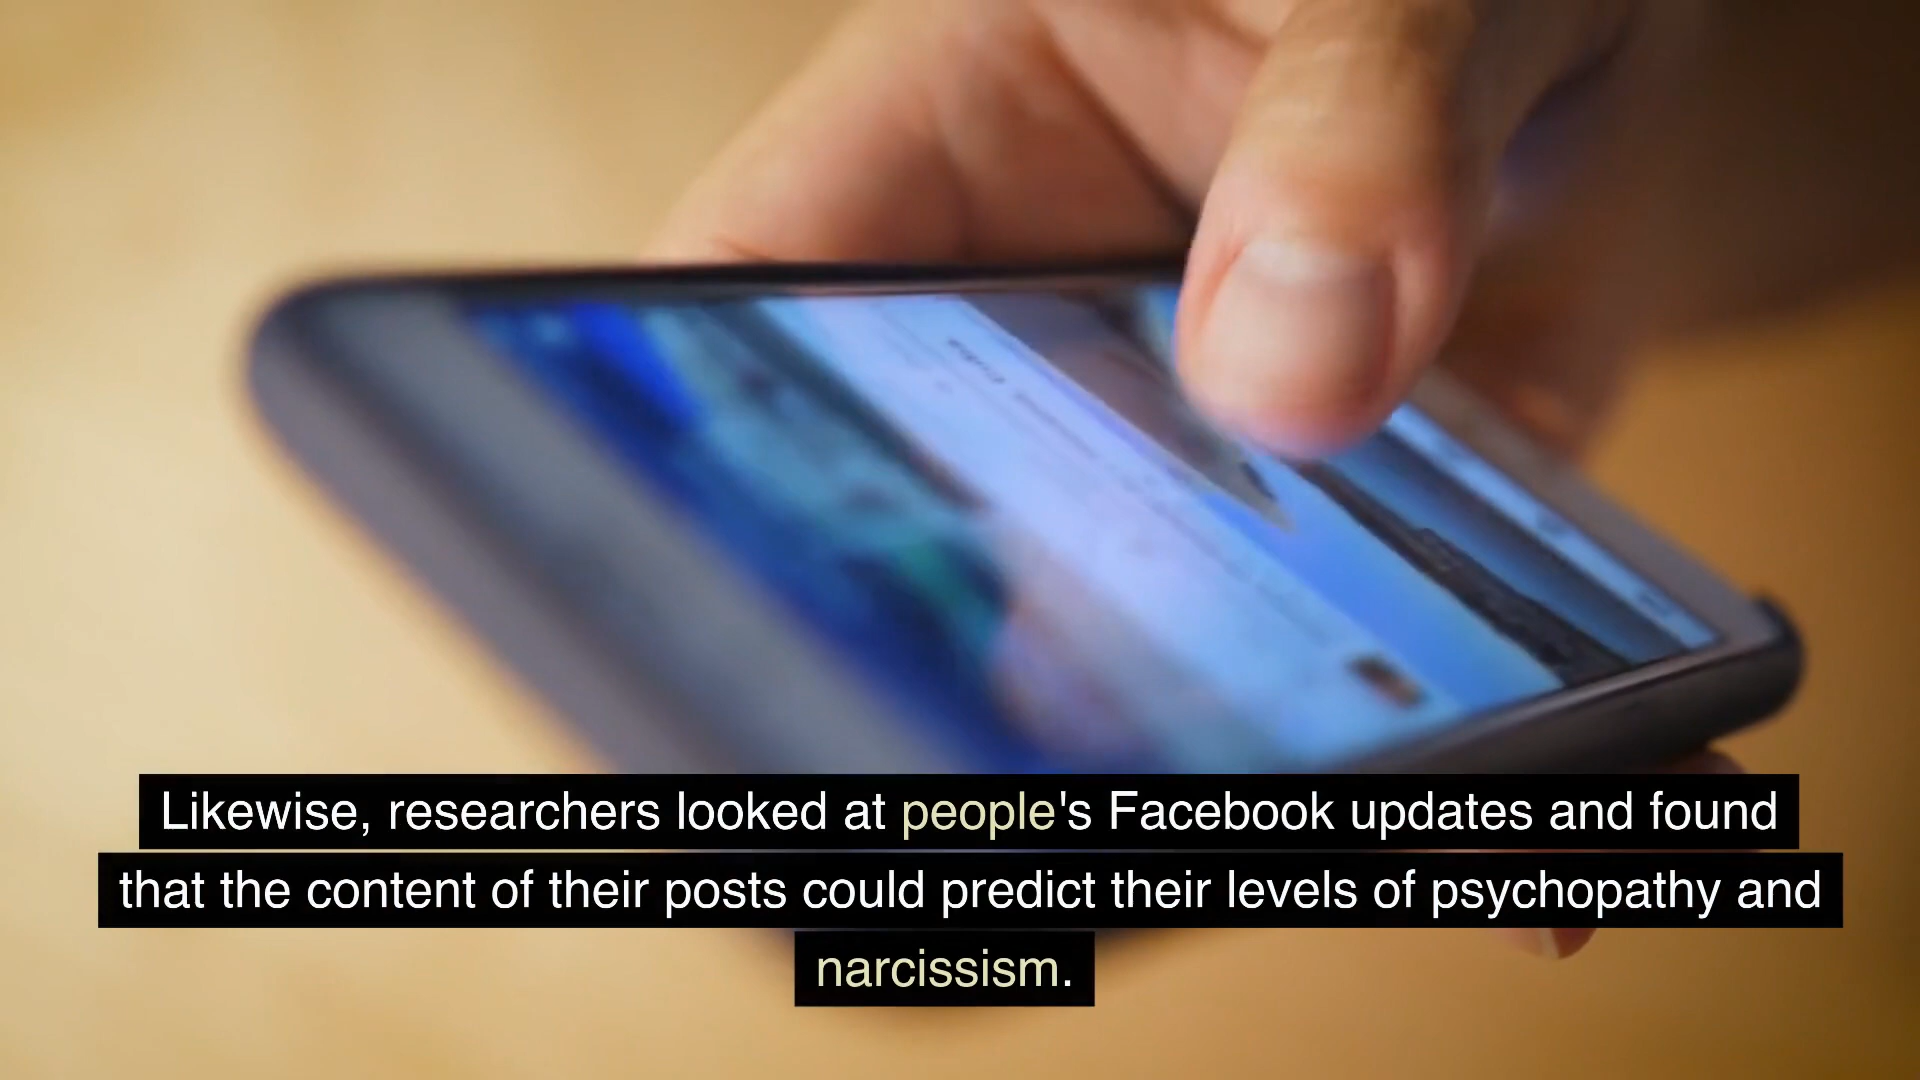 Likewise, researchers looked at people's Facebook updates and found
that the content of their posts could predict their levels of psychopathy and
narcissism.